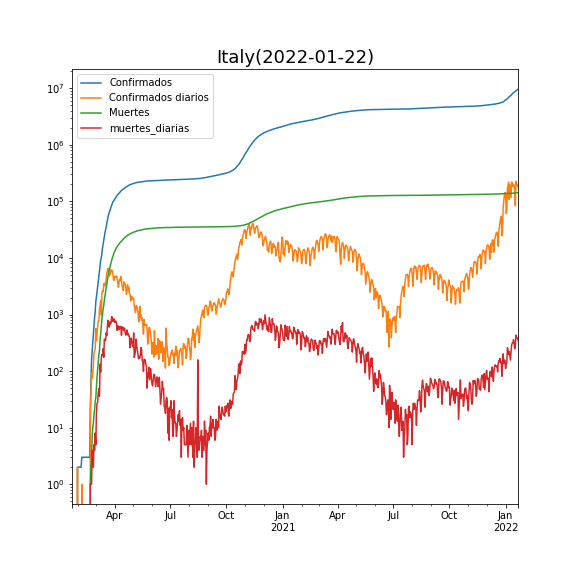 Italy(2022-01-22)
Confirmados
Confirmados diarios
Muertes
muertes_diarias
10⁷
10⁶
10⁵
10⁴
10³
10²
10¹
10⁰
Apr Jul Oct Jan Apr Jul Oct Jan
2021 2022